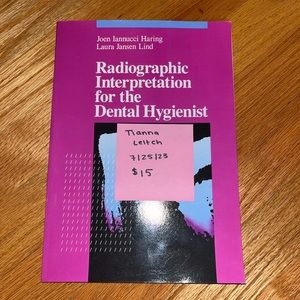 Joen Iannucci Haring
Laura Jansen Lind
Radiographic
Interpretation
for the
Dental Hygienist
Tianna
Leitch
7/25/23
$15